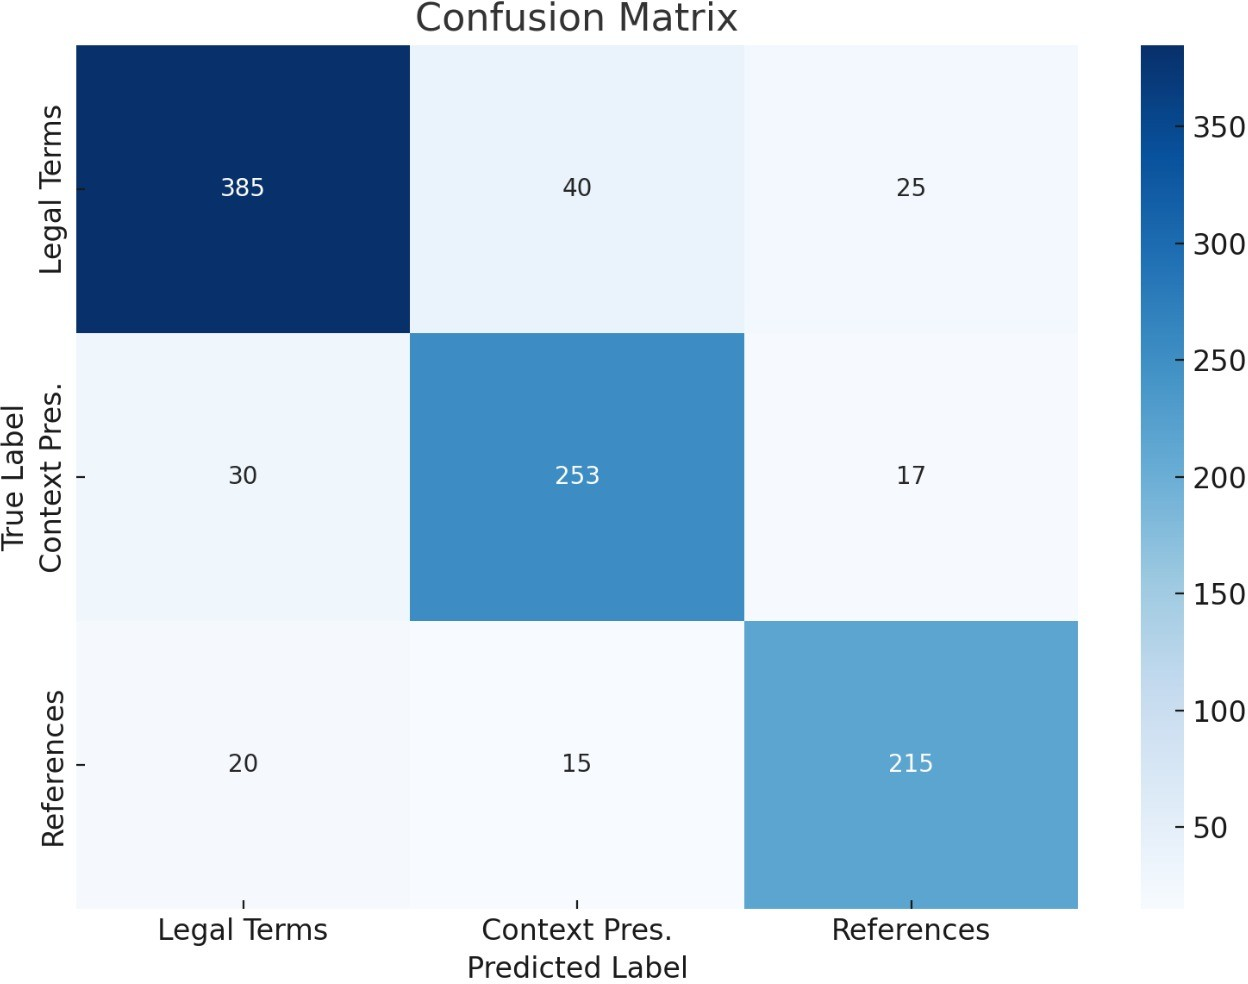 Confusion Matrix
True Label
Legal Terms
385 40 25
Context Pres.
30 253 17
References
20 15 215
Legal Terms Context Pres. References
Predicted Label
350
300
250
200
150
100
50